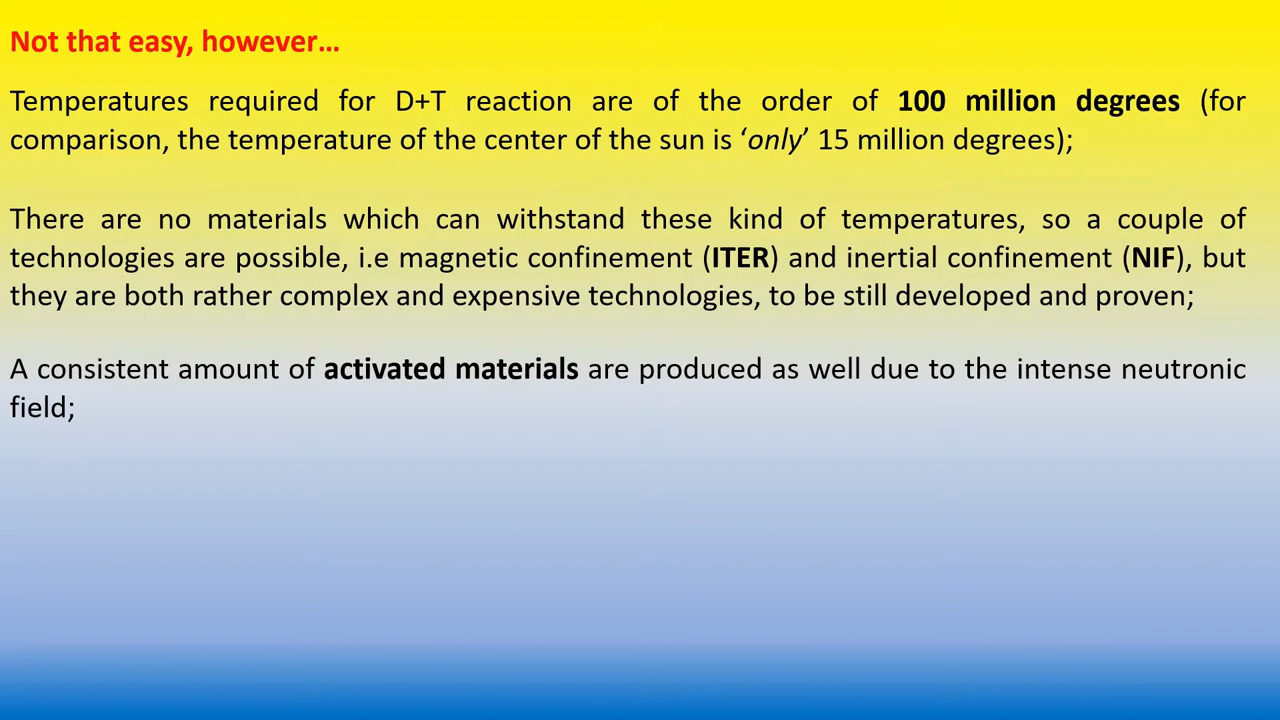 Not that easy, however…
Temperatures required for D+T reaction are of the order of 100 million degrees (for
comparison, the temperature of the center of the sun is ‘only’ 15 million degrees);
There are no materials which can withstand these kind of temperatures, so a couple of
technologies are possible, i.e magnetic confinement (ITER) and inertial confinement (NIF), but
they are both rather complex and expensive technologies, to be still developed and proven;
A consistent amount of activated materials are produced as well due to the intense neutronic
field;